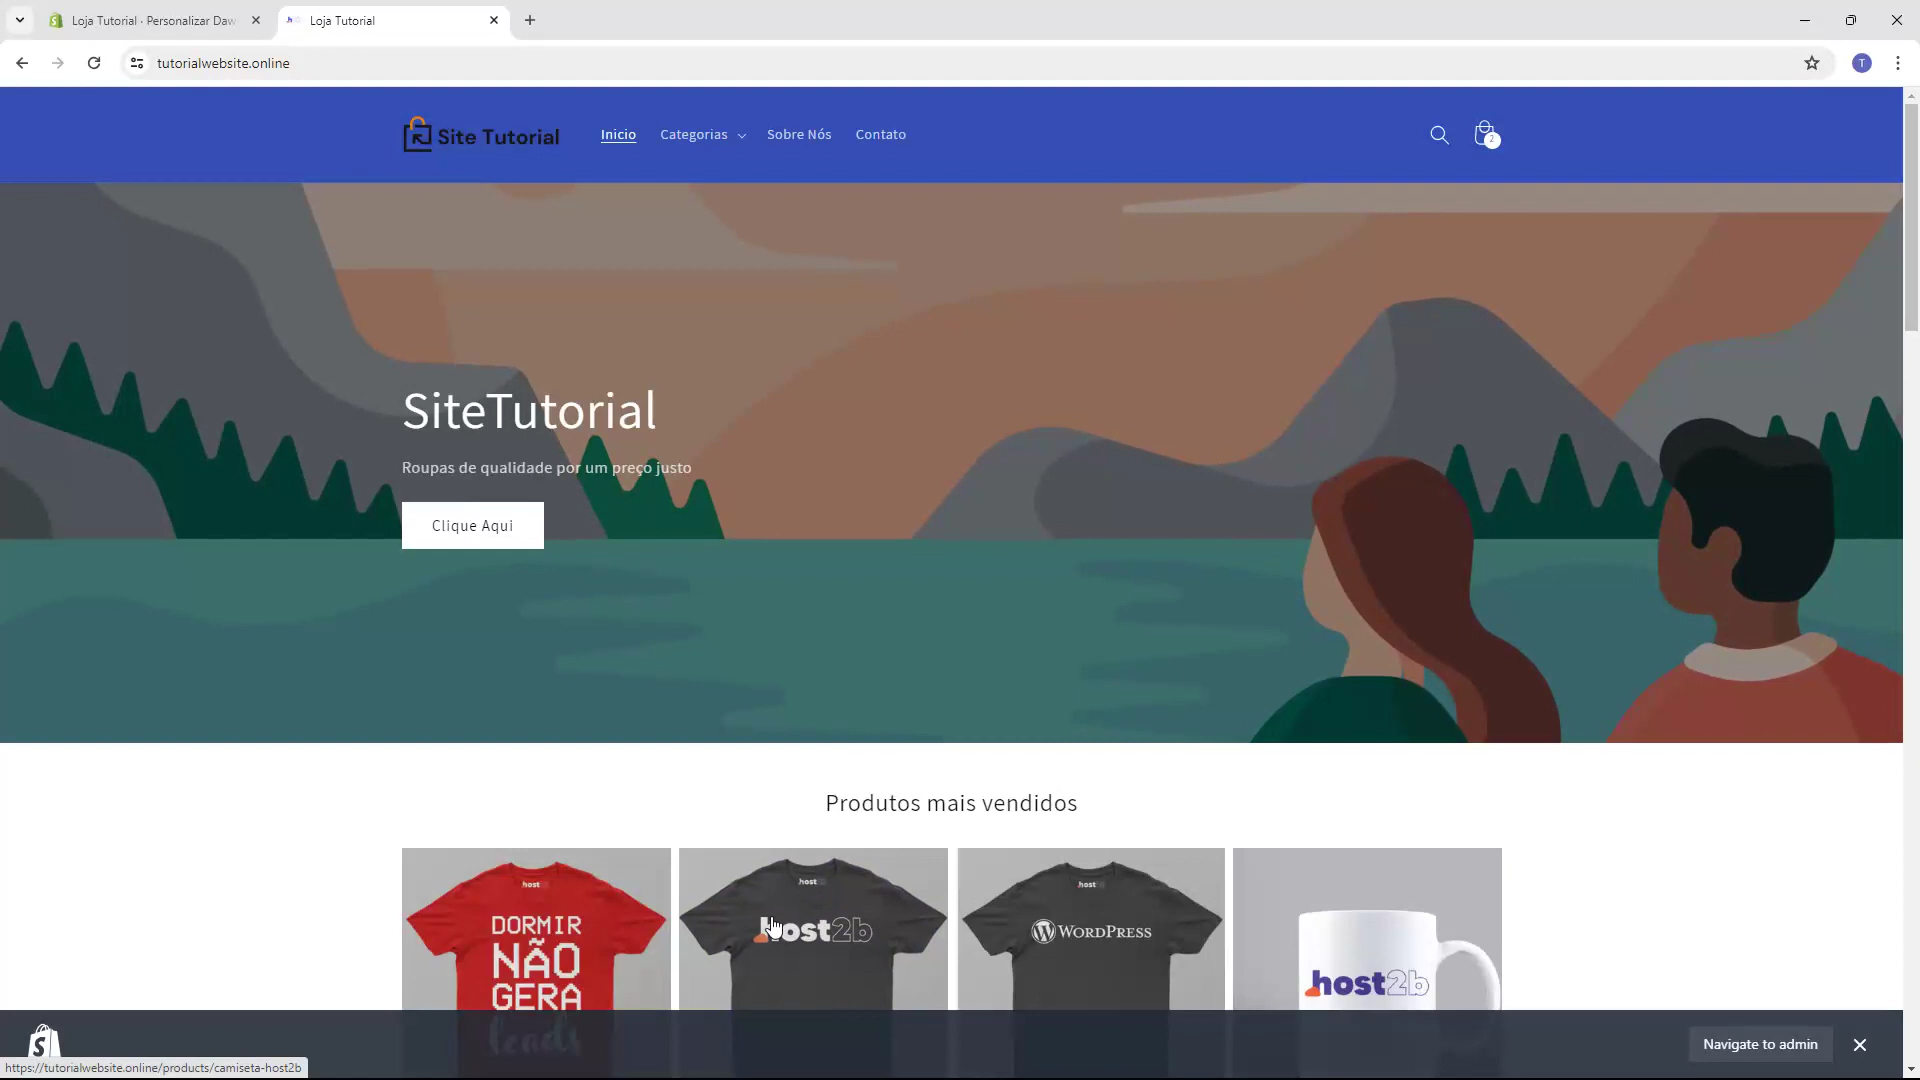 Loja Tutorial · Personalizar Daw
Loja Tutorial
tutorialwebsite.online
T
Site Tutorial
Inicio
Categorias
Sobre Nós
Contato
2
SiteTutorial
Roupas de qualidade por um preço justo
Clique Aqui
Produtos mais vendidos
host
DORMIR
NÃO
GERA
leads
host
host2b
host
WORDPRESS
host2b
Navigate to admin
https://tutorialwebsite.online/products/camiseta-host2b